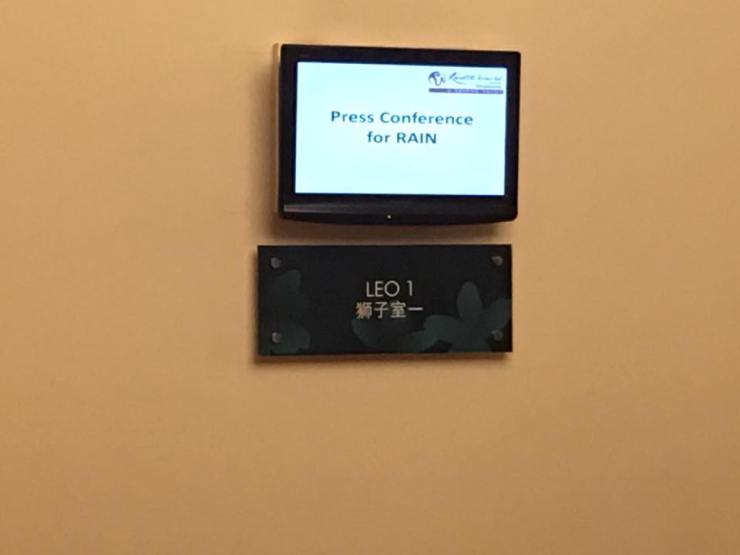 Press Conference
for RAIN
LEO 1
獅子室一